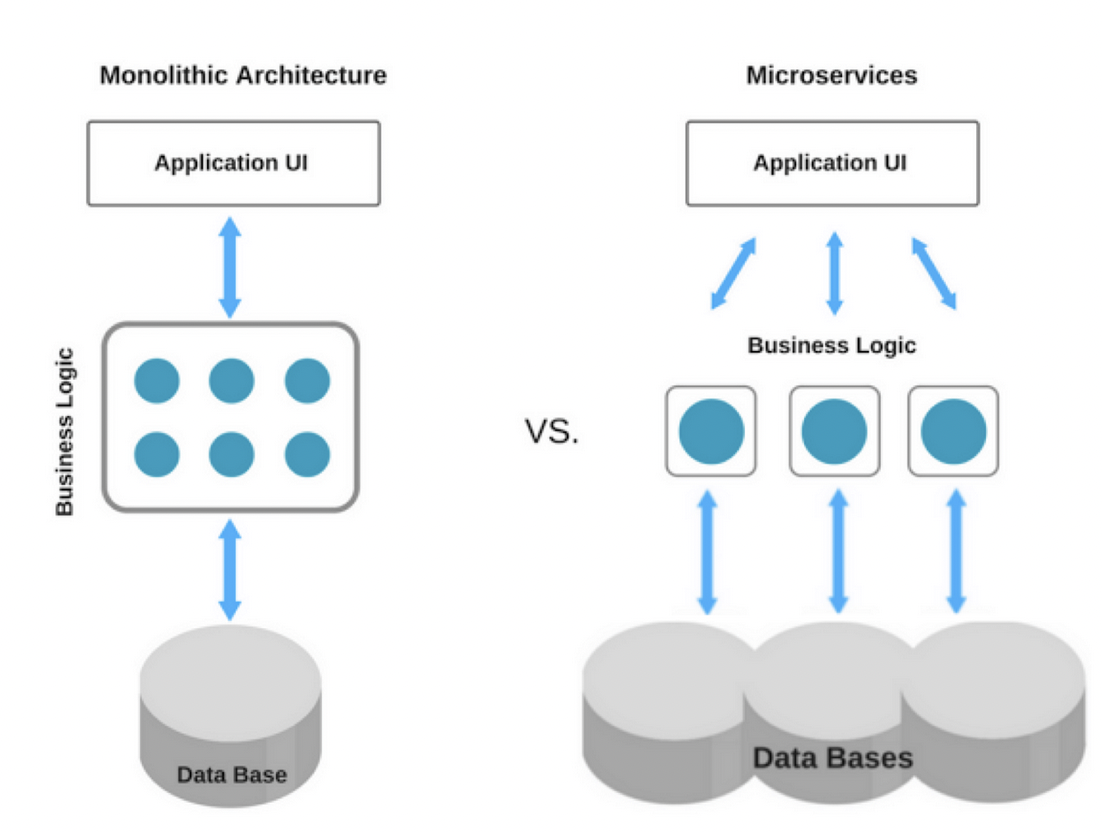 Monolithic Architecture
Application UI
Business Logic
Data Base
VS.
Microservices
Application UI
Business Logic
Data Bases